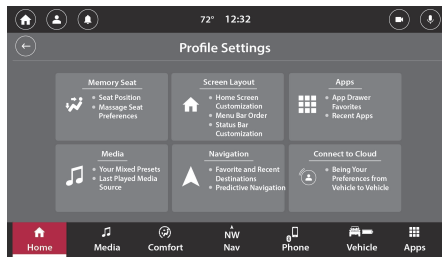 72° 12:32
Profile Settings
Memory Seat
Seat Position
Massage Seat
Preferences
Screen Layout
Home Screen
Customization
Menu Bar Order
Status Bar
Customization
Apps
App Drawer
Favorites
Recent Apps
Media
Your Mixed Presets
Last Played Media
Source
Navigation
Favorite and Recent
Destinations
Predictive Navigation
Connect to Cloud
Being Your
Preferences from
Vehicle to Vehicle
NW
0
Home Media Comfort Nav Phone Vehicle Apps